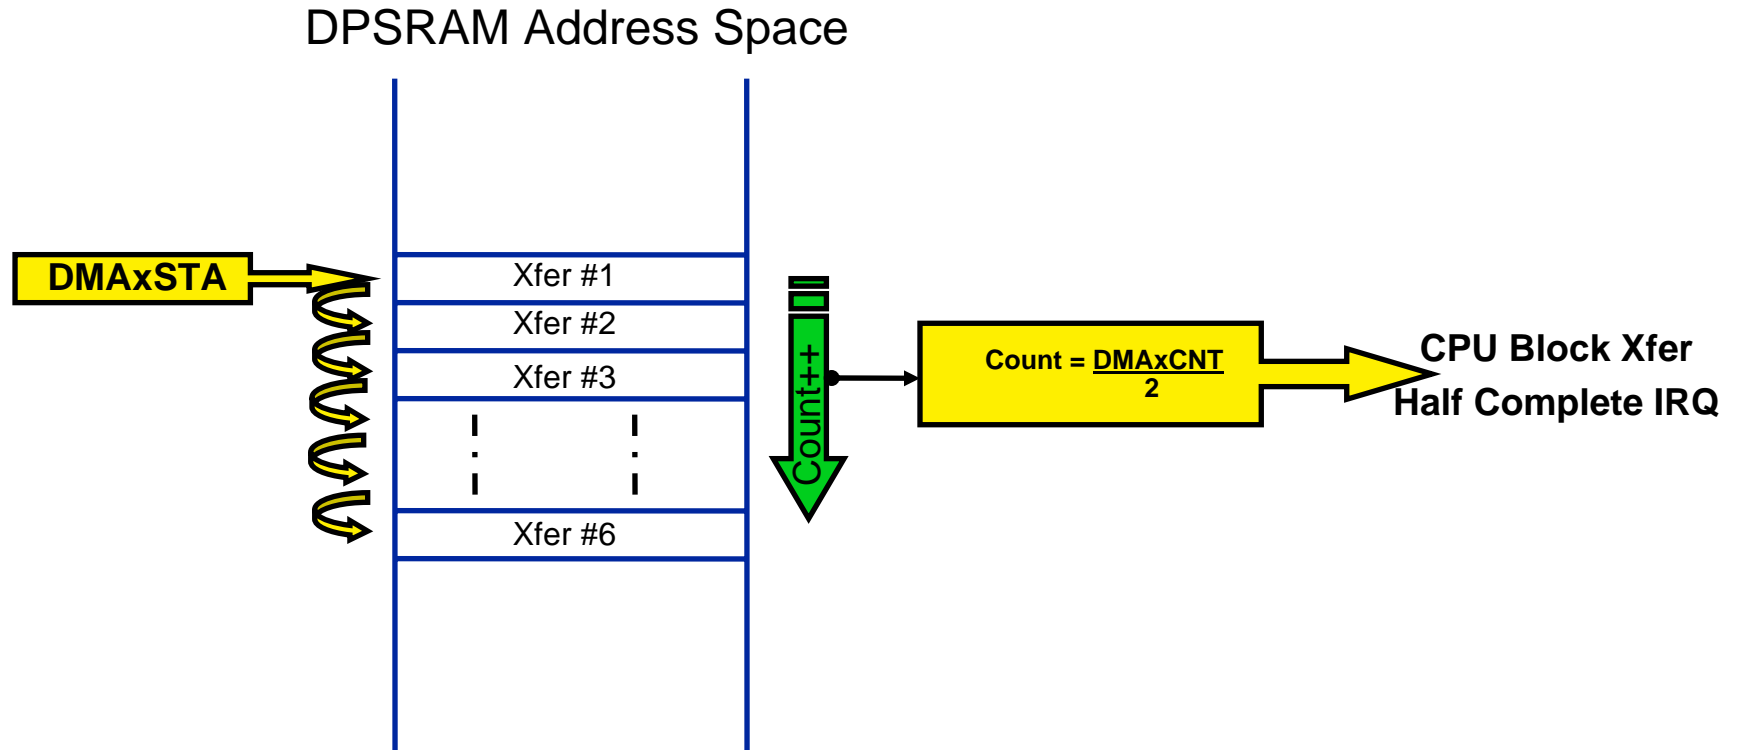 DPSRAM Address Space
DMAxSTA
Xfer #1
Xfer #2
Xfer #3
Xfer #6
Count++
Count = DMAxCNT
2
CPU Block Xfer
Half Complete IRQ